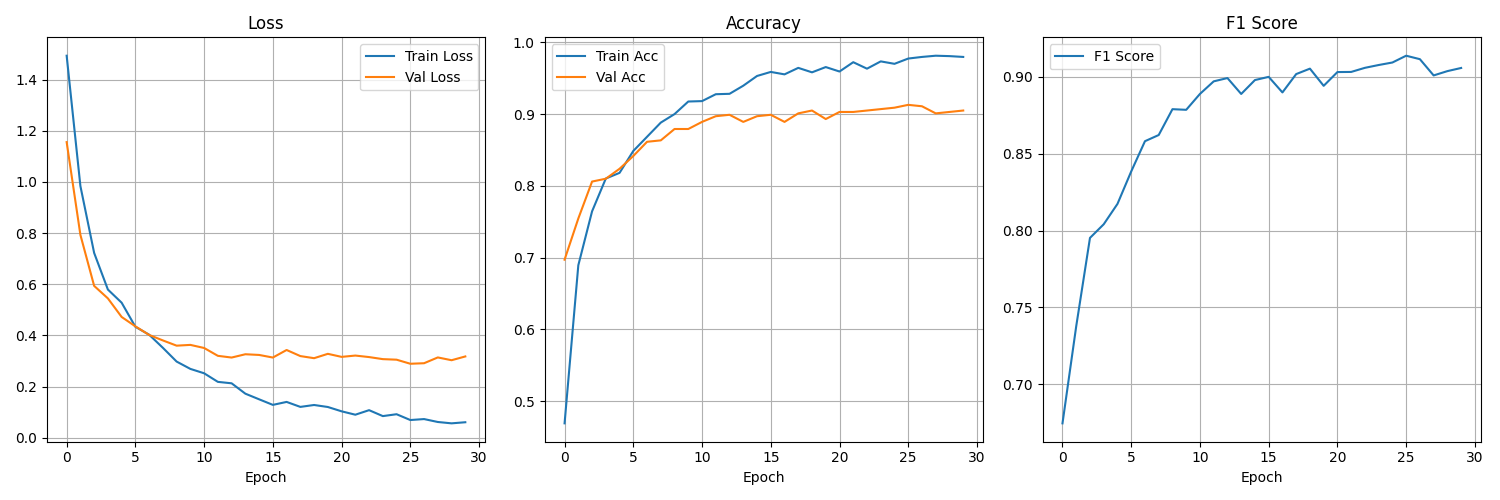 Loss
1.4
1.2
1.0
0.8
0.6
0.4
0.2
0.0
Train Loss
Val Loss
0 5 10 15 20 25 30
Epoch
Accuracy
1.0
0.9
0.8
0.7
0.6
0.5
Train Acc
Val Acc
0 5 10 15 20 25 30
Epoch
F1 Score
0.90
0.85
0.80
0.75
0.70
F1 Score
0 5 10 15 20 25 30
Epoch